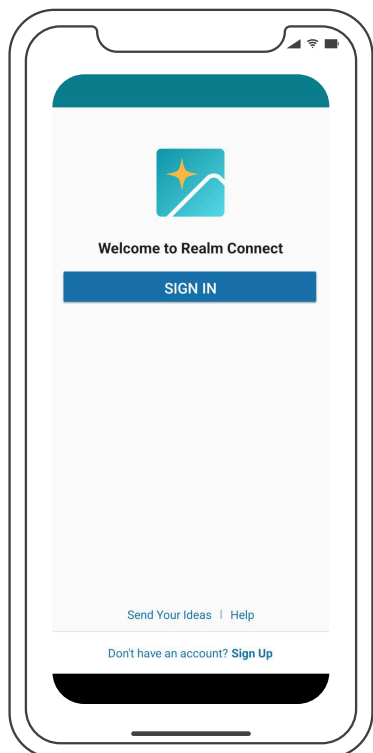 Welcome to Realm Connect
SIGN IN
Send Your Ideas | Help
Don't have an account? Sign Up